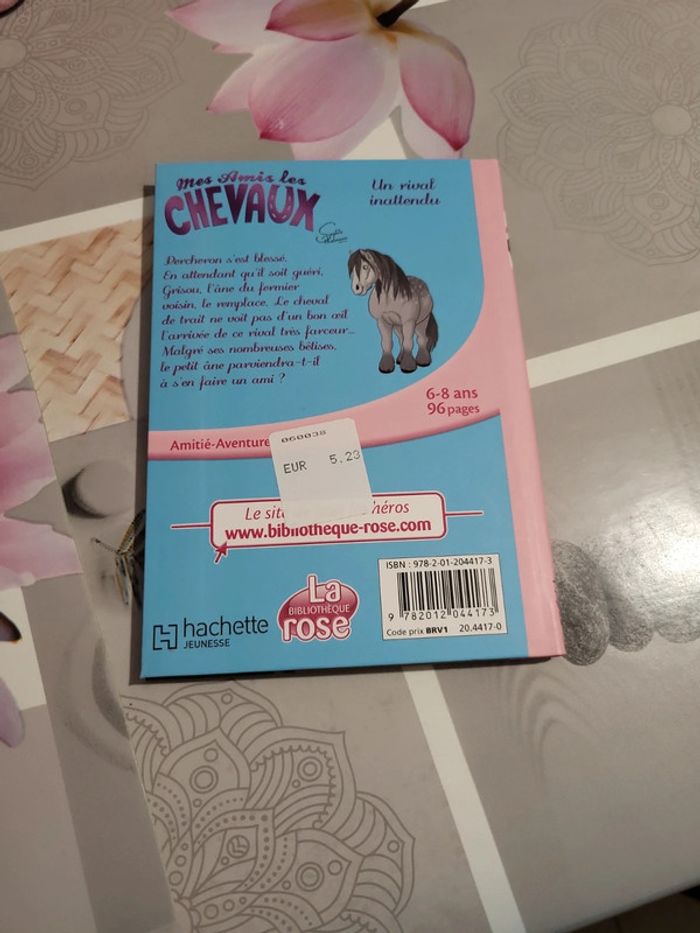 Mes Amis les
CHEVAUX
Un rival
inattendu
Percheron s'est blessé.
En attendant qu'il soit guéri,
Grisou, l'âne du fermier
voisin, le remplace. Le cheval
de trait ne voit pas d'un bon œil
l'arrivée de ce rival très farceur...
Malgré ses nombreuses bêtises,
le petit âne parviendra-t-il
à s'en faire un ami ?
6-8 ans
96 pages
Amitié-Aventure
060038
EUR 5,23
Le site héros
www.bibliotheque-rose.com
ISBN : 978-2-01-204417-3
9 782012 044173
Code prix BRV1 20.4417-0
La
BIBLIOTHÈQUE
rose
hachette
JEUNESSE